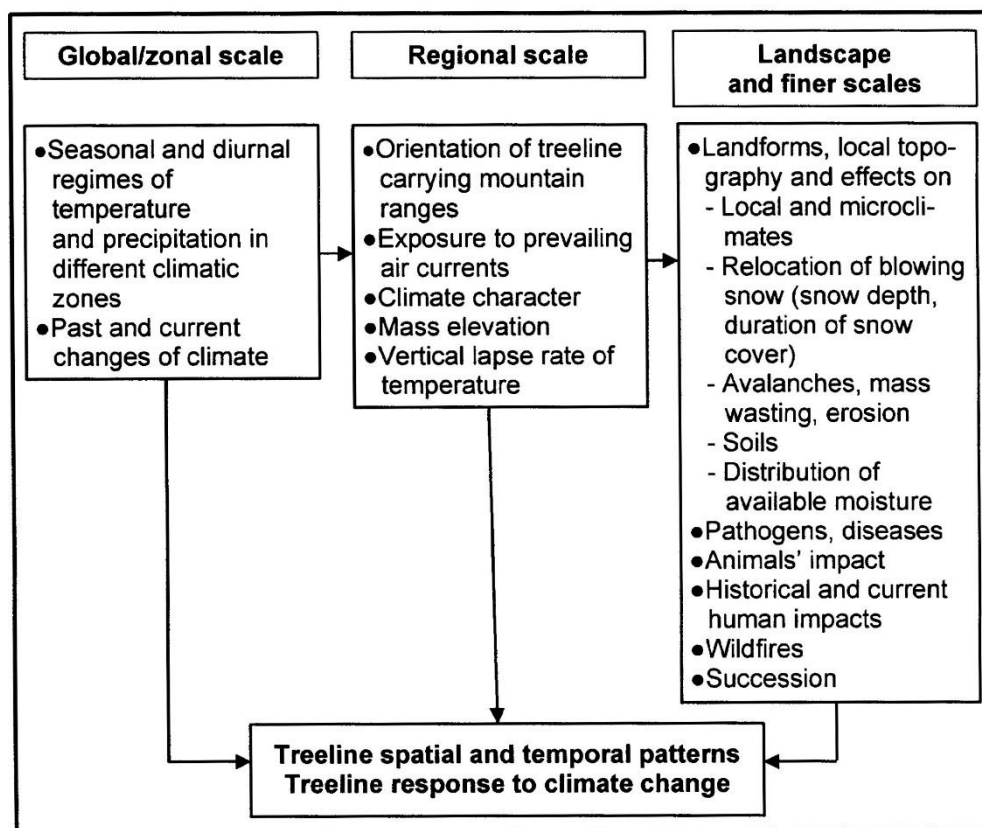 Global/zonal scale
●Seasonal and diurnal
regimes of
temperature
and precipitation in
different climatic
zones
●Past and current
changes of climate
Regional scale
●Orientation of treeline
carrying mountain
ranges
●Exposure to prevailing
air currents
●Climate character
●Mass elevation
●Vertical lapse rate of
temperature
Landscape
and finer scales
●Landforms, local topo-
graphy and effects on
- Local and microcli-
mates
- Relocation of blowing
snow (snow depth,
duration of snow
cover)
- Avalanches, mass
wasting, erosion
- Soils
- Distribution of
available moisture
●Pathogens, diseases
●Animals’ impact
●Historical and current
human impacts
●Wildfires
●Succession
Treeline spatial and temporal patterns
Treeline response to climate change